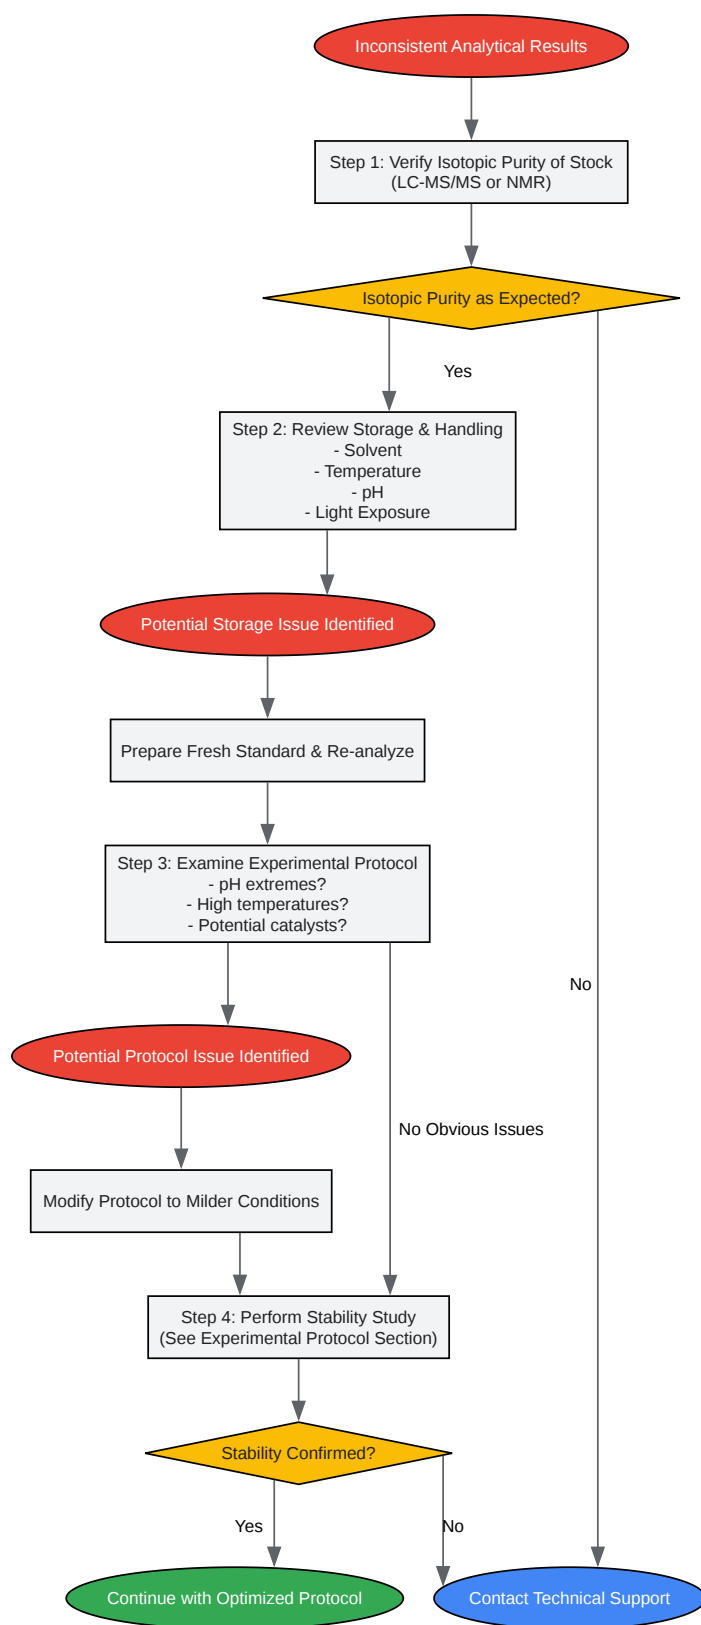 Inconsistent Analytical Results
Step 1: Verify Isotopic Purity of Stock
(LC-MS/MS or NMR)
Isotopic Purity as Expected?
Yes
Step 2: Review Storage & Handling
- Solvent
- Temperature
- pH
- Light Exposure
Potential Storage Issue Identified
Prepare Fresh Standard & Re-analyze
Step 3: Examine Experimental Protocol
- pH extremes?
- High temperatures?
- Potential catalysts?
No
Potential Protocol Issue Identified
No Obvious Issues
Modify Protocol to Milder Conditions
Step 4: Perform Stability Study
(See Experimental Protocol Section)
Stability Confirmed?
Yes
No
Continue with Optimized Protocol
Contact Technical Support